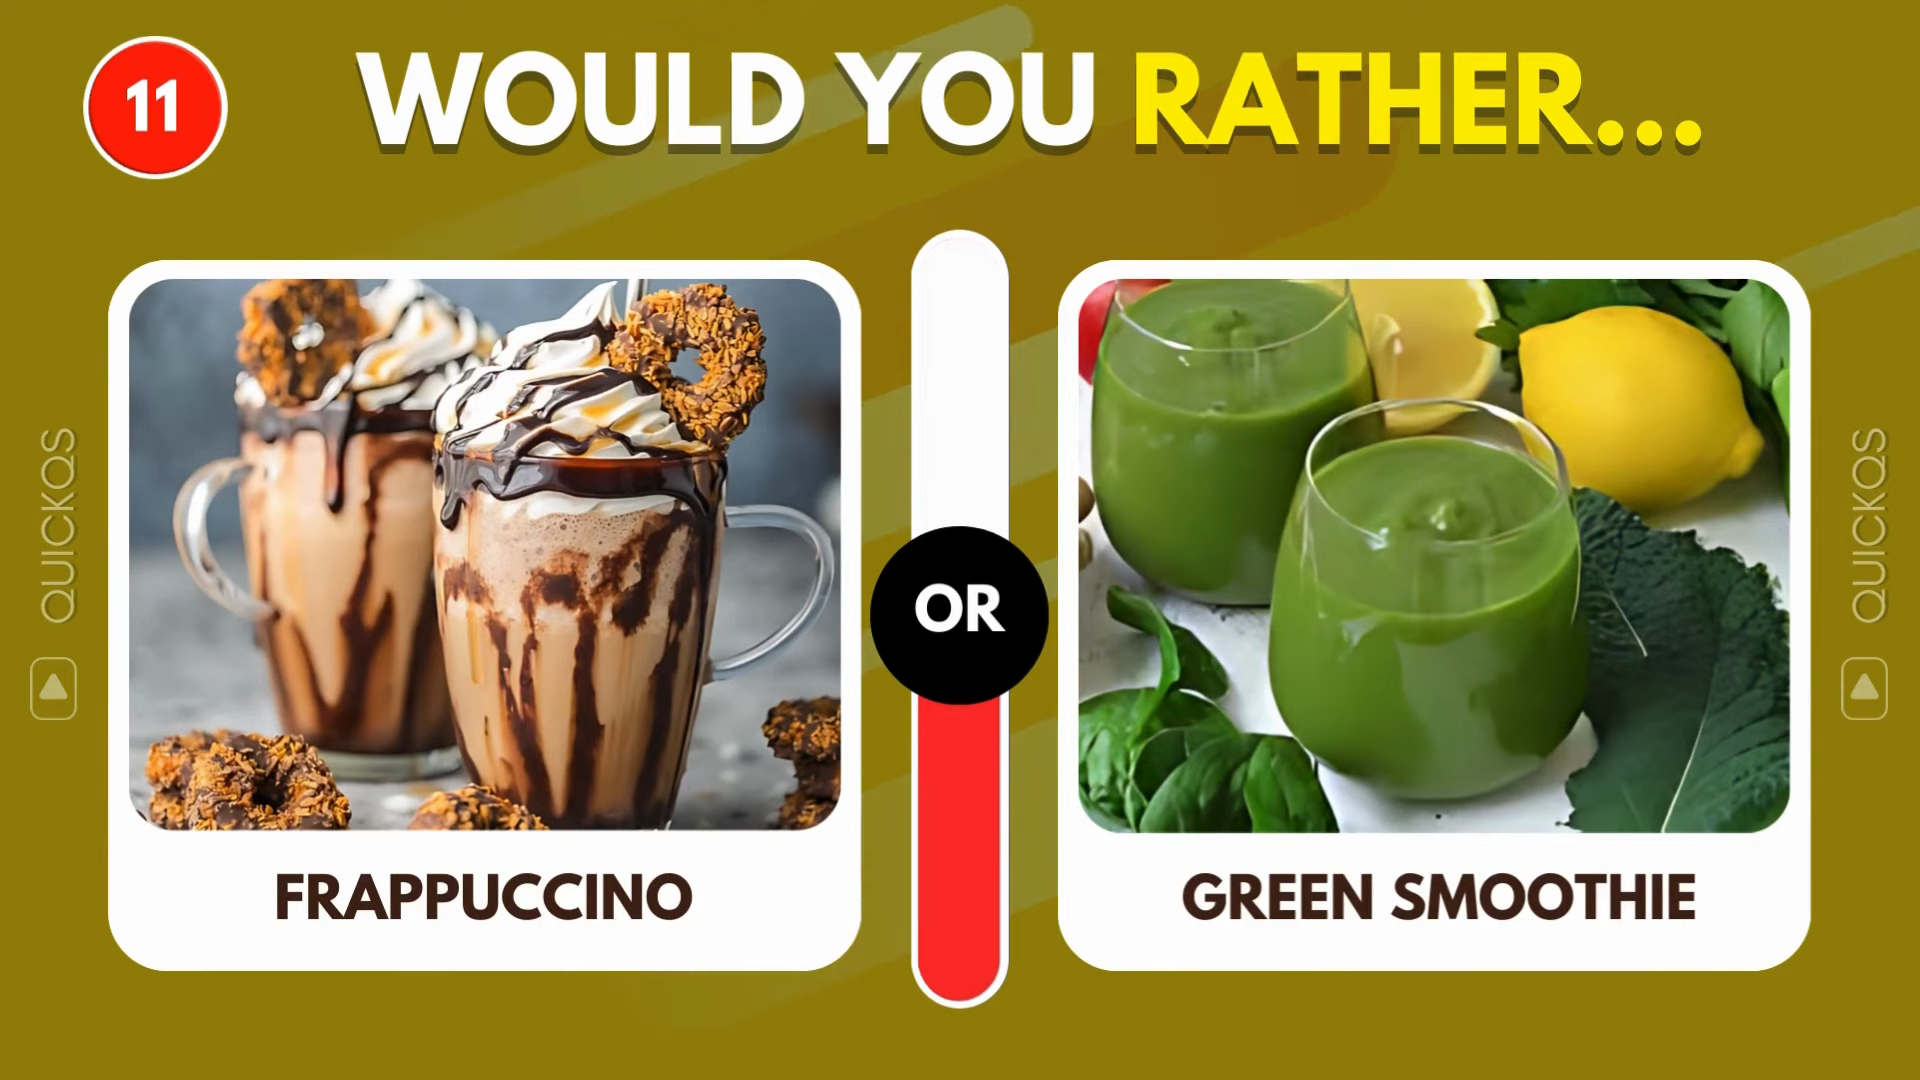 11
WOULD YOU RATHER...
OR
FRAPPUCCINO
GREEN SMOOTHIE
QUICKQS
QUICKQS